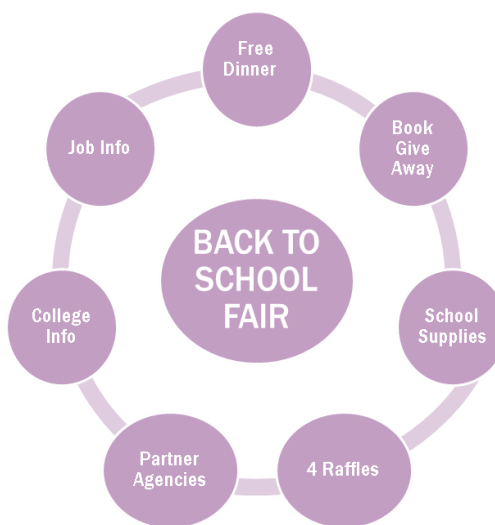 Free
Dinner
Book
Give
Away
School
Supplies
4 Raffles
Partner
Agencies
College
Info
Job Info
BACK TO
SCHOOL
FAIR